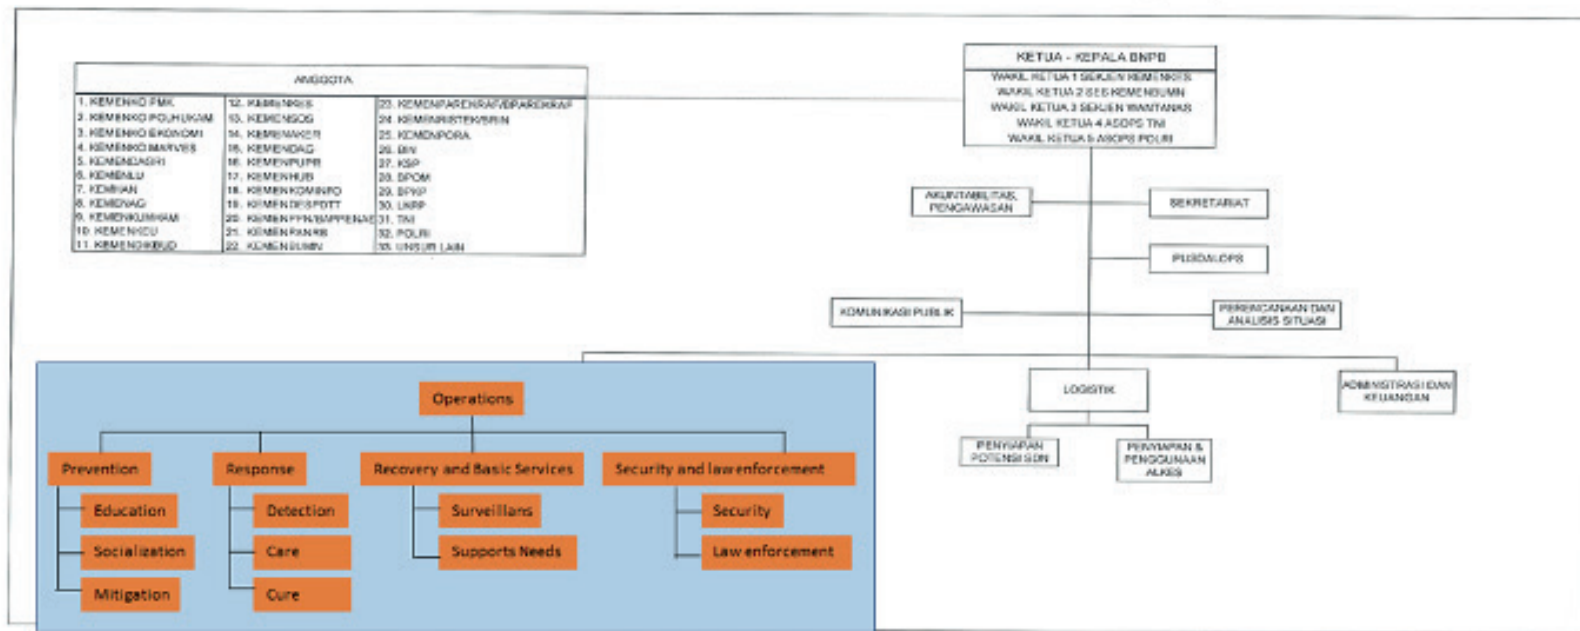 KETUA - KEPALA BNPB
WAKIL KETUA 1 SEKJEN KEMENKES
WAKIL KETUA 2 SES KEMENBUMN
WAKIL KETUA 3 SEKJEN WANTANAS
WAKIL KETUA 4 ASOPS TNI
WAKIL KETUA 5 ASOPS POLRI
ANGGOTA
1. KEMENKO PMK
2. KEMENKO POLHUKAM
3. KEMENKO EKONOMI
4. KEMENKO MARVES
5. KEMENDAGRI
6. KEMENLU
7. KEMHAN
8. KEMENAG
9. KEMENKUMHAM
10. KEMENKEU
11. KEMENDIKBUD
12. KEMENKES
13. KEMENSOS
14. KEMENAKER
15. KEMENDAG
16. KEMENPUPR
17. KEMENHUB
18. KEMENKOMINFO
19. KEMENDESPDTT
20. KEMENPPN/BAPPENAS
21. KEMENPANRB
22. KEMENBUMN
23. KEMENPAREKRAF/BPAREKRAF
24. KEMENRISTEK/BRIN
25. KEMENPORA
26. BIN
27. KSP
28. BPOM
29. BPKP
30. LKPP
31. TNI
32. POLRI
33. UNSUR LAIN
AKUNTABILITAS,
PENGAWASAN
SEKRETARIAT
PUSDALOPS
KOMUNIKASI PUBLIK
PERENCANAAN DAN
ANALISIS SITUASI
LOGISTIK
ADMINISTRASI DAN
KEUANGAN
PENYIAPAN
POTENSI SDN
PENYIAPAN &
PENGGUNAAN
ALKES
Operations
Prevention
Education
Socialization
Mitigation
Response
Detection
Care
Cure
Recovery and Basic Services
Surveillans
Supports Needs
Security and law enforcement
Security
Law enforcement